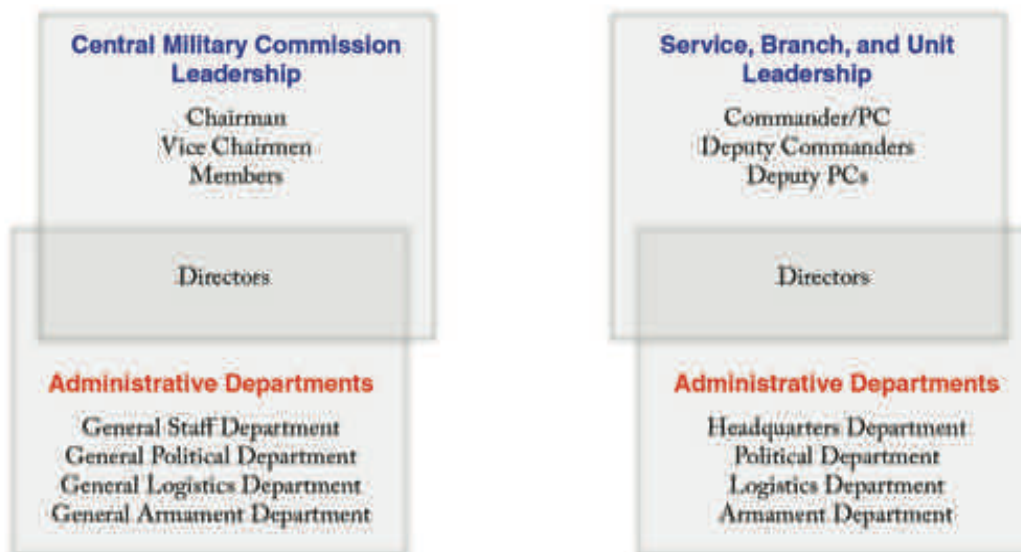 Central Military Commission
Leadership
Chairman
Vice Chairmen
Members
Directors
Administrative Departments
General Staff Department
General Political Department
General Logistics Department
General Armament Department
Service, Branch, and Unit
Leadership
Commander/PC
Deputy Commanders
Deputy PCs
Directors
Administrative Departments
Headquarters Department
Political Department
Logistics Department
Armament Department